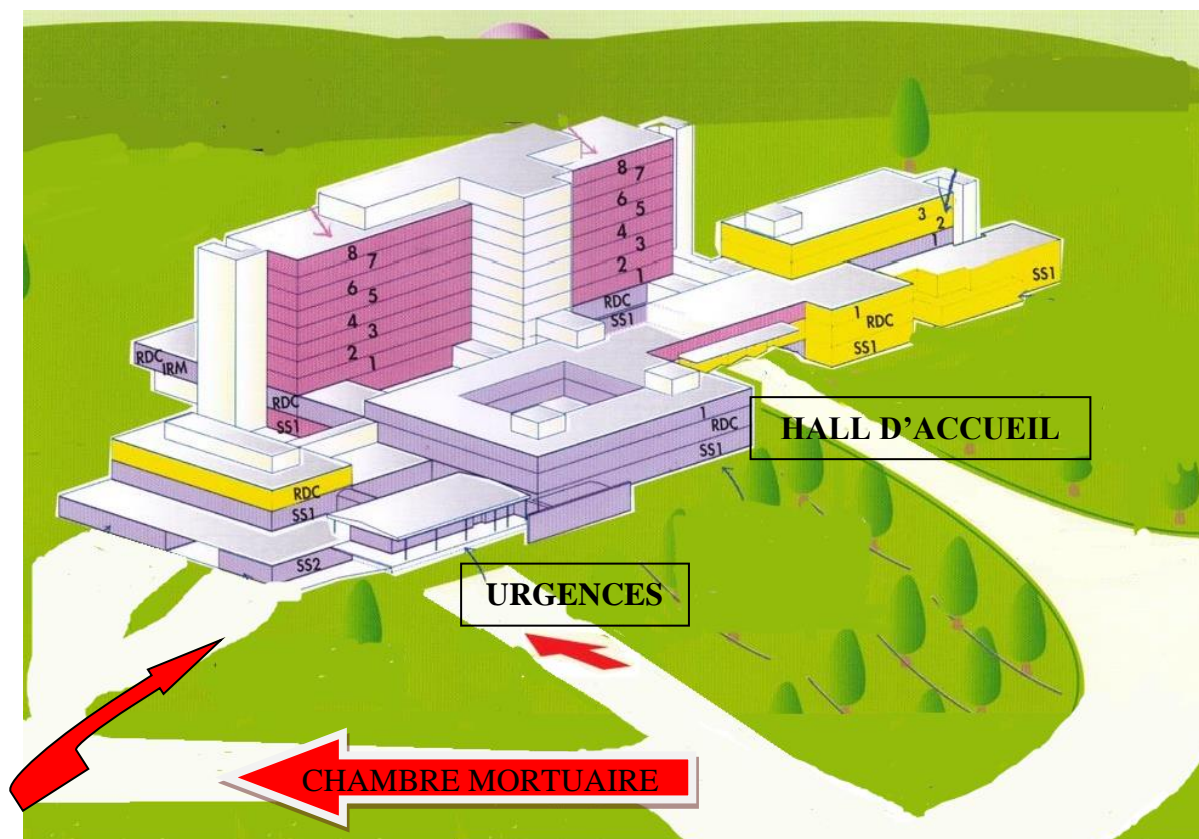 8
7
6
5
4
3
2
1
RDC
SS1
8
7
6
5
4
3
2
1
RDC
SS1
3
2
1
SS1
1
RDC
SS1
RDC
IRM
1
RDC
SS1
HALL D’ACCUEIL
RDC
SS1
SS2
URGENCES
CHAMBRE MORTUAIRE